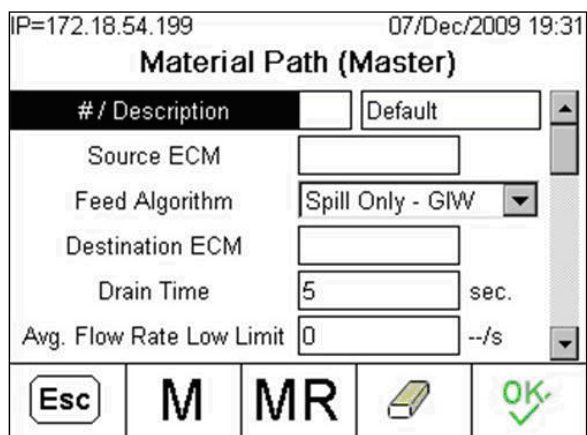 IP=172.18.54.199 07/Dec/2009 19:31
Material Path (Master)
# / Description Default
Source ECM
Feed Algorithm Spill Only - GIW
Destination ECM
Drain Time 5 sec.
Avg. Flow Rate Low Limit 0 --/s
Esc M MR OK